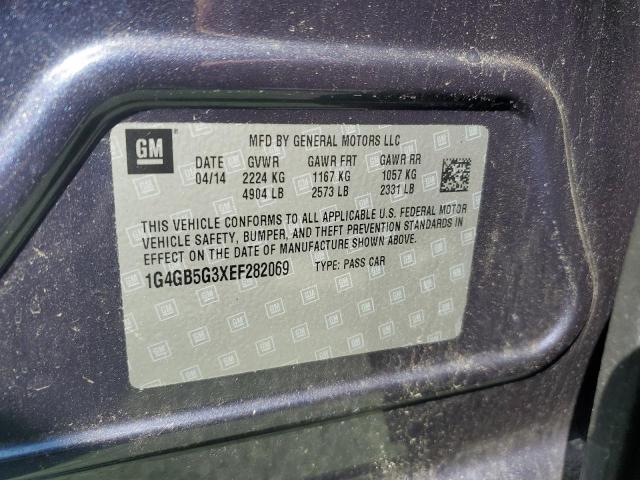 GM
MFD BY GENERAL MOTORS LLC
DATE GVWR GAWR FRT GAWR RR
04/14 2224 KG 1167 KG 1057 KG
4904 LB 2573 LB 2331 LB
THIS VEHICLE CONFORMS TO ALL APPLICABLE U.S. FEDERAL MOTOR
VEHICLE SAFETY, BUMPER, AND THEFT PREVENTION STANDARDS IN
EFFECT ON THE DATE OF MANUFACTURE SHOWN ABOVE.
1G4GB5G3XEF282069 TYPE: PASS CAR